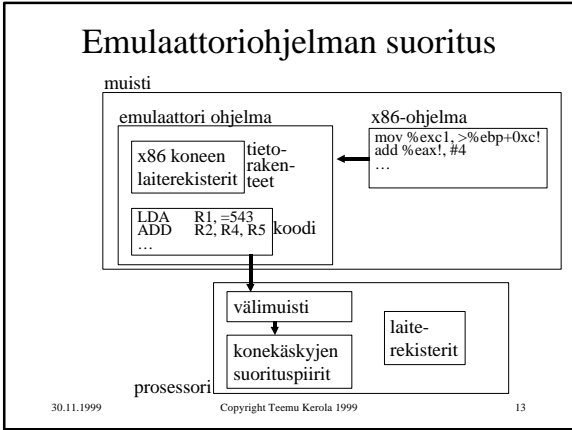 Emulaattoriohjelman suoritus
muisti
emulaattori ohjelma
x86 koneen
laiterekisterit
tieto-
raken-
teet
LDA R1, =543
ADD R2, R4, R5
…
koodi
x86-ohjelma
mov %exc1, >%ebp+0xc!
add %eax!, #4
…
välimuisti
konekäskyjen
suorituspiirit
laite-
rekisterit
prosessori
30.11.1999 Copyright Teemu Kerola 1999 13